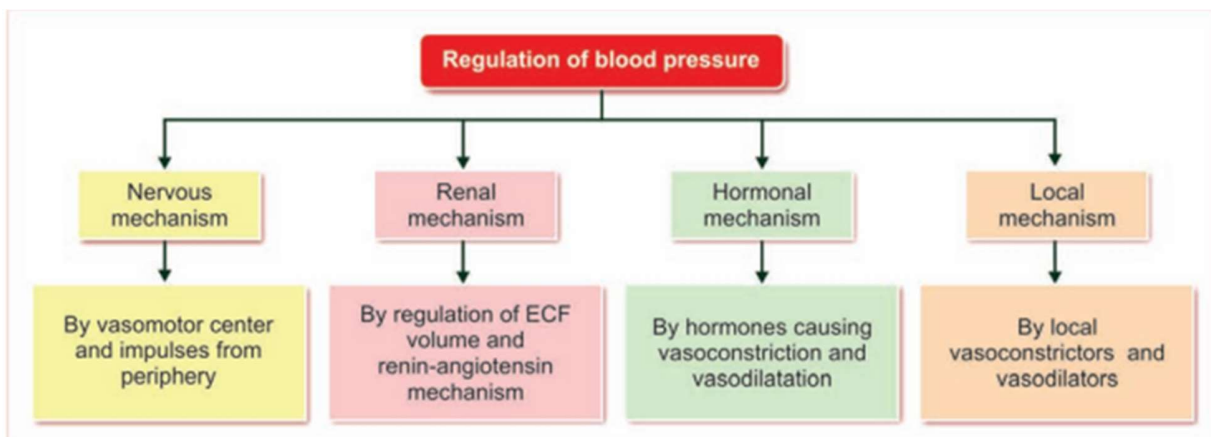 Regulation of blood pressure
Nervous
mechanism
Renal
mechanism
Hormonal
mechanism
Local
mechanism
By vasomotor center
and impulses from
periphery
By regulation of ECF
volume and
renin-angiotensin
mechanism
By hormones causing
vasoconstriction and
vasodilatation
By local
vasoconstrictors and
vasodilators